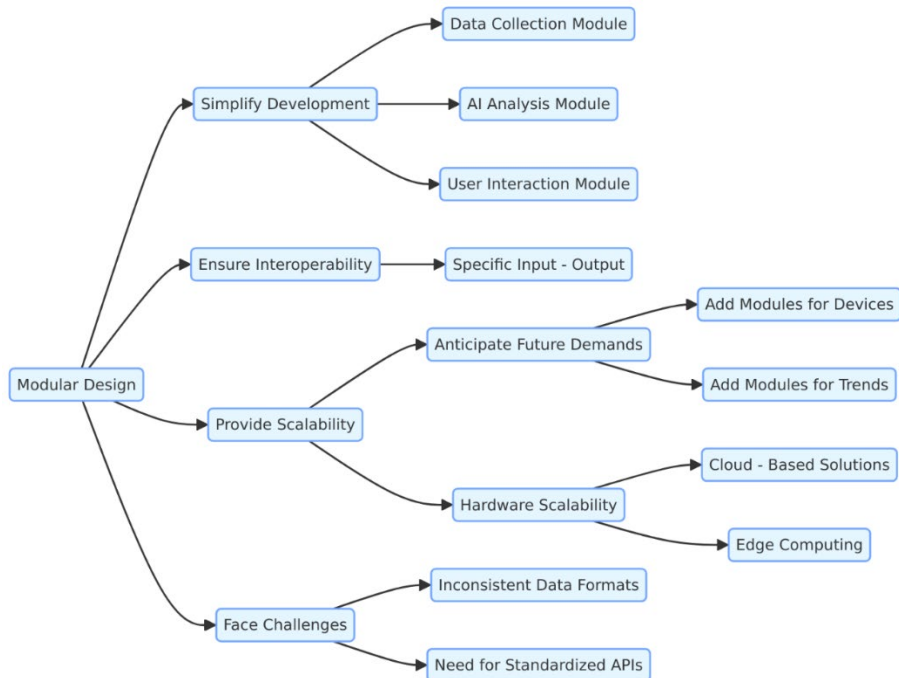 Data Collection Module
Simplify Development
AI Analysis Module
User Interaction Module
Ensure Interoperability
Specific Input - Output
Add Modules for Devices
Anticipate Future Demands
Modular Design
Add Modules for Trends
Provide Scalability
Cloud - Based Solutions
Hardware Scalability
Edge Computing
Inconsistent Data Formats
Face Challenges
Need for Standardized APIs